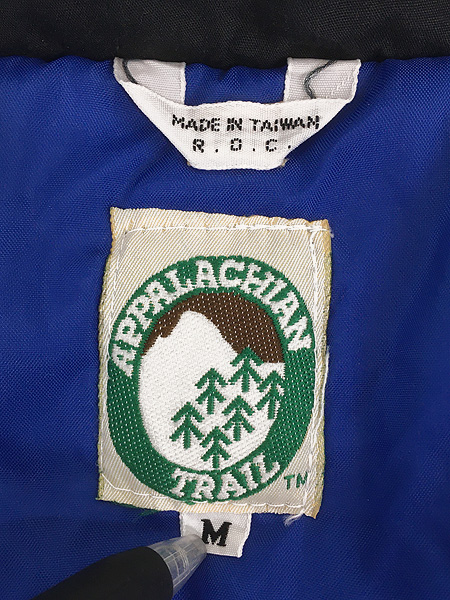 MADE IN TAIWAN
R.O.C.
APPALACHIAN
TRAIL
TM
M